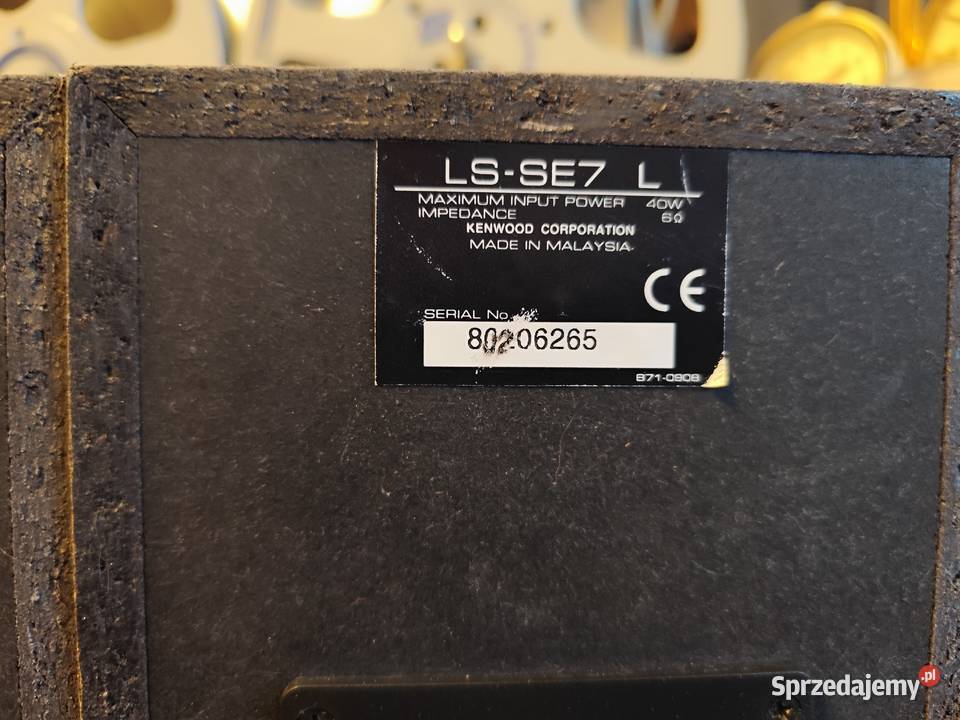 LS-SE7 L
MAXIMUM INPUT POWER 40W
IMPEDANCE 6Ω
KENWOOD CORPORATION
MADE IN MALAYSIA
CE
SERIAL No.
80206265
B71-0908
Sprzedajemy.pl